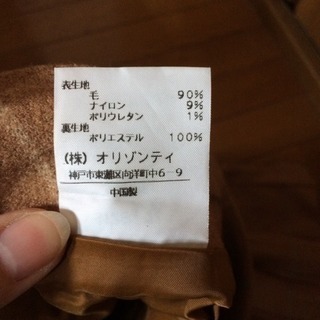 表生地
毛 90%
ナイロン 9%
ポリウレタン 1%
裏生地
ポリエステル 100%
(株) オリゾンティ
神戸市東灘区向洋町中6-9
中国製